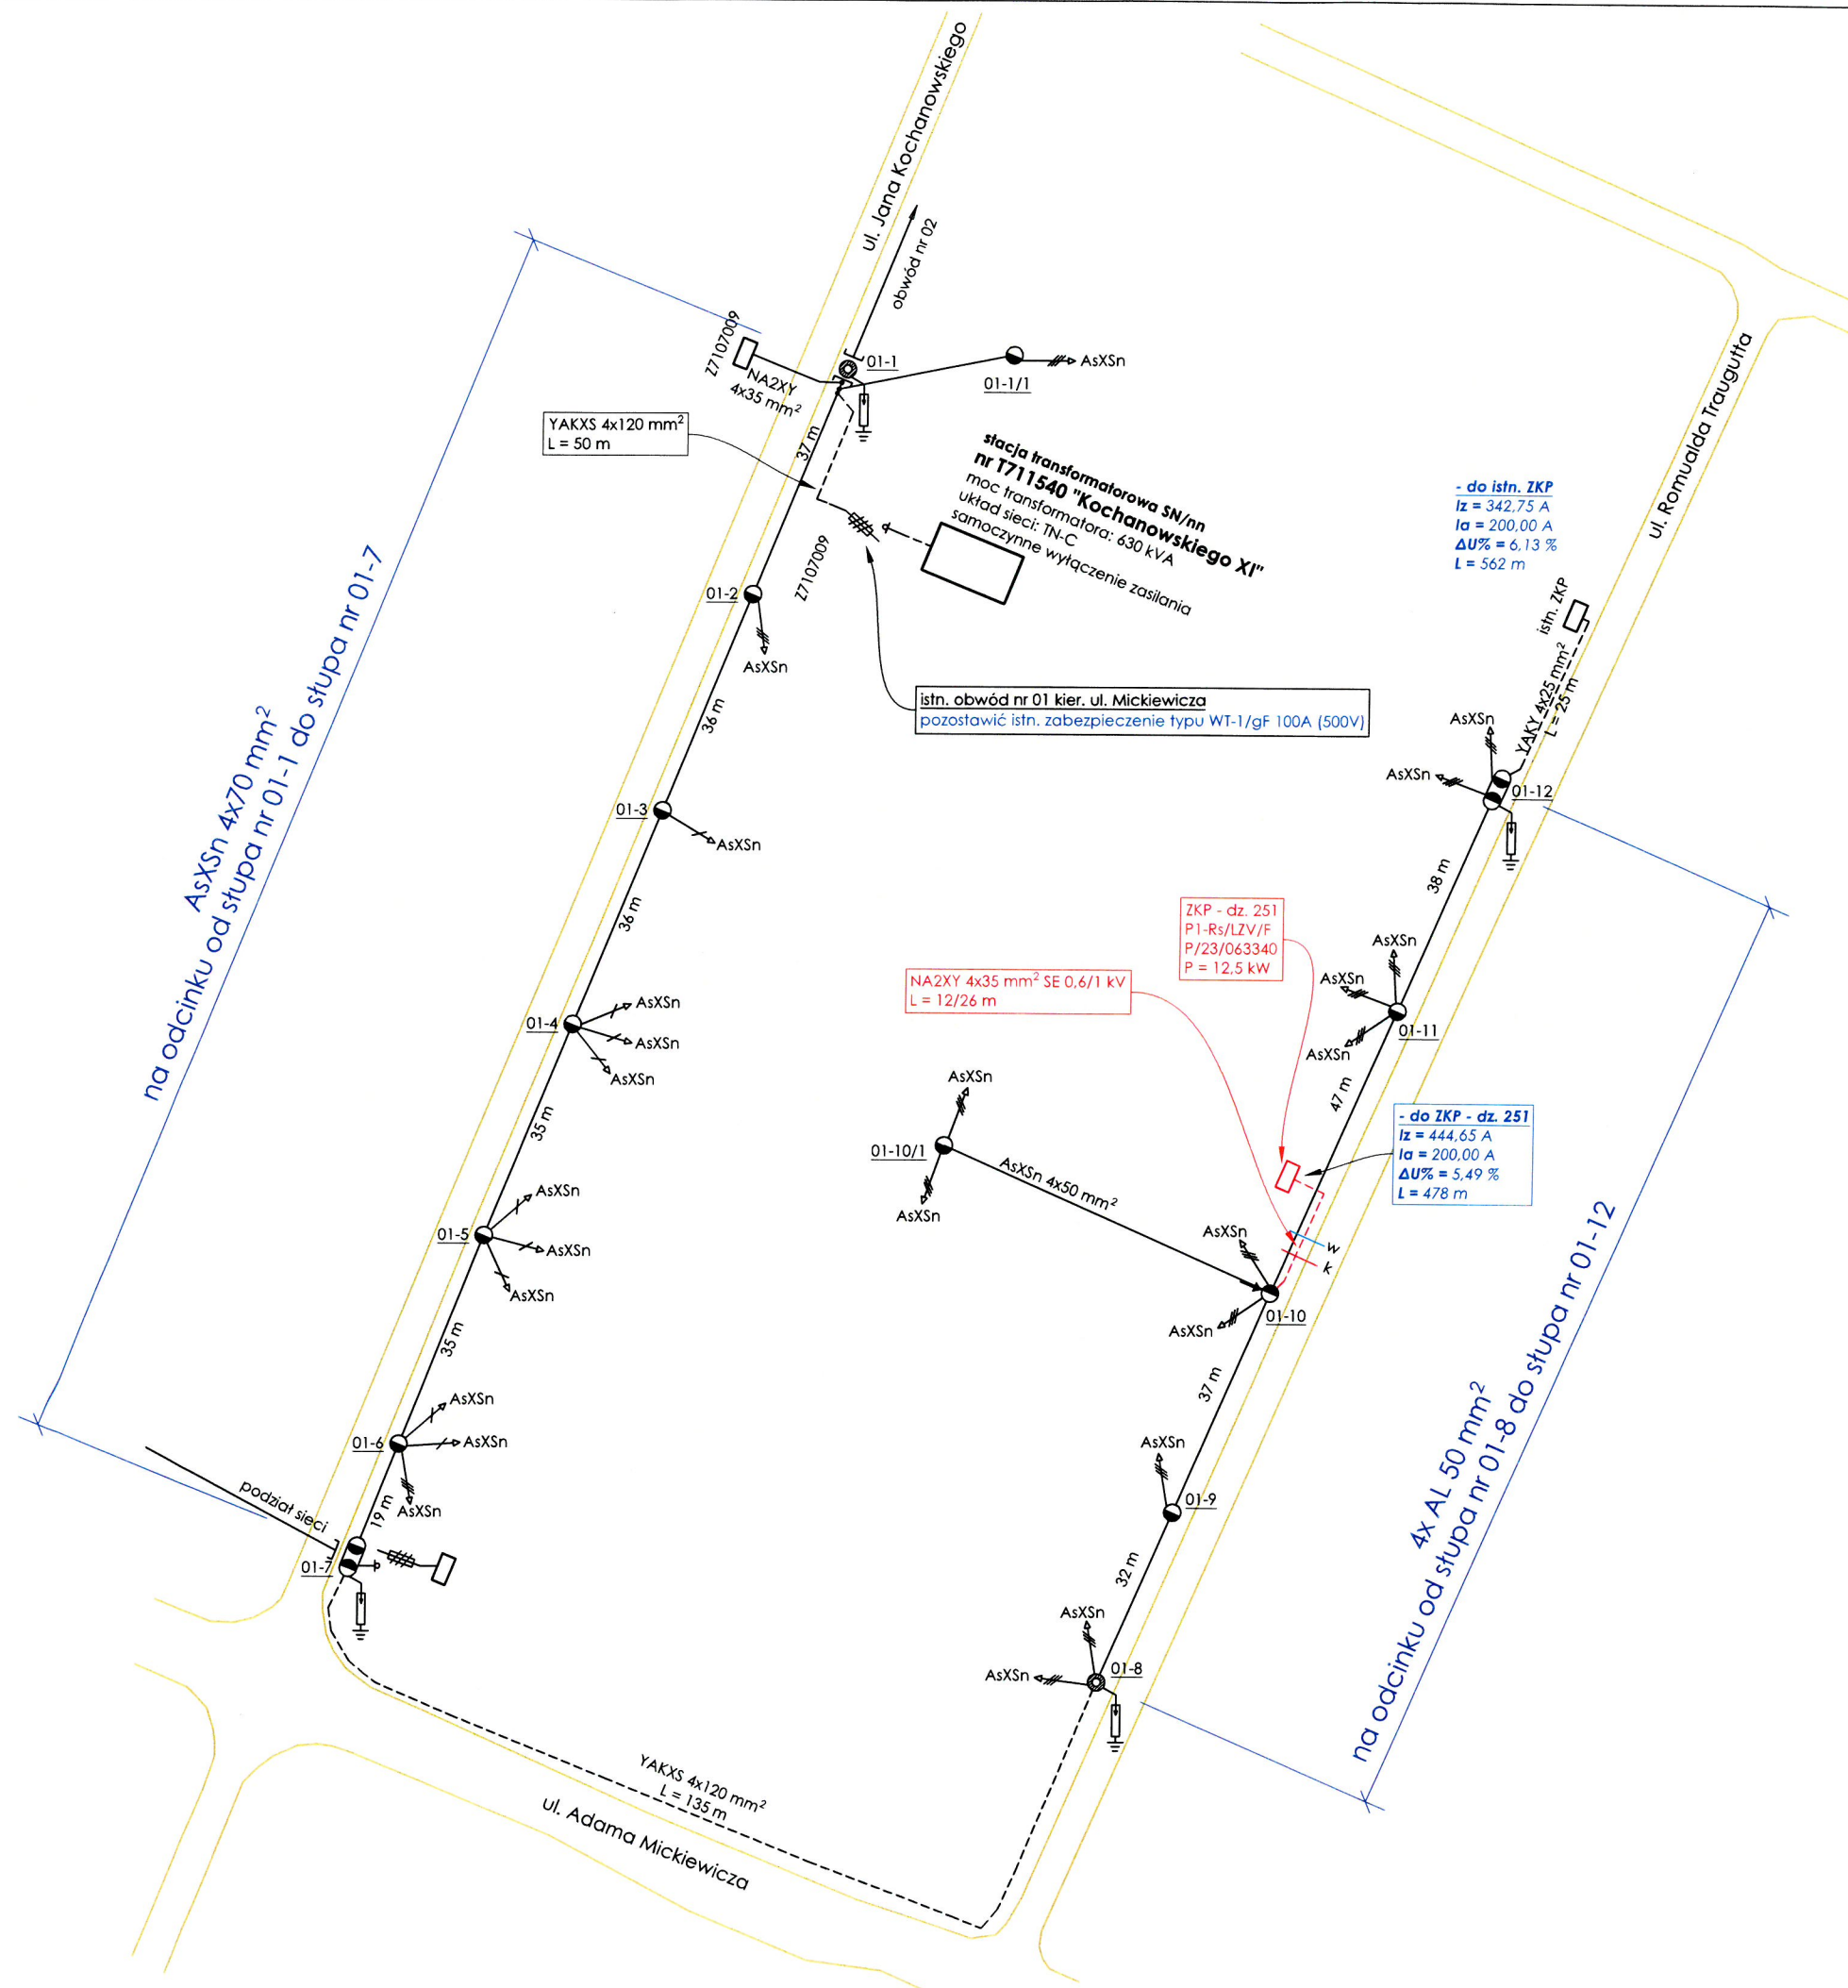 ul. Jana Kochanowskiego
obwód nr 02
Z7107009
NA2XY
4x35 mm²
01-1
01-1/1
AsXSn
YAKXS 4x120 mm²
L = 50 m
37 m
stacja transformatorowa SN/nn
nr T711540 "Kochanowskiego XI"
moc transformatora: 630 kVA
układ sieci: TN-C
samoczynne wyłączenie zasilania
Z7107009
01-2
AsXSn
istn. obwód nr 01 kier. ul. Mickiewicza
pozostawić istn. zabezpieczenie typu WT-1/gF 100A (500V)
36 m
01-3
AsXSn
36 m
01-4
AsXSn
AsXSn
AsXSn
35 m
01-5
AsXSn
AsXSn
AsXSn
35 m
01-6
AsXSn
AsXSn
AsXSn
19 m
podział sieci
01-7
AsXSn 4x70 mm²
na odcinku od słupa nr 01-1 do słupa nr 01-7
YAKXS 4x120 mm²
L = 135 m
ul. Adama Mickiewicza
ul. Romualda Traugutta
- do istn. ZKP
Iz = 342,75 A
Ia = 200,00 A
ΔU% = 6,13 %
L = 562 m
istn. ZKP
YAKY 4x25 mm²
L = 25 m
AsXSn
AsXSn
01-12
38 m
ZKP - dz. 251
P1-Rs/LZV/F
P/23/063340
P = 12,5 kW
NA2XY 4x35 mm² SE 0,6/1 kV
L = 12/26 m
AsXSn
AsXSn
AsXSn
01-11
47 m
- do ZKP - dz. 251
Iz = 444,65 A
Ia = 200,00 A
ΔU% = 5,49 %
L = 478 m
AsXSn
01-10/1
AsXSn
AsXSn 4x50 mm²
AsXSn
AsXSn
w
k
01-10
37 m
AsXSn
01-9
32 m
AsXSn
AsXSn
01-8
4x AL 50 mm²
na odcinku od słupa nr 01-8 do słupa nr 01-12